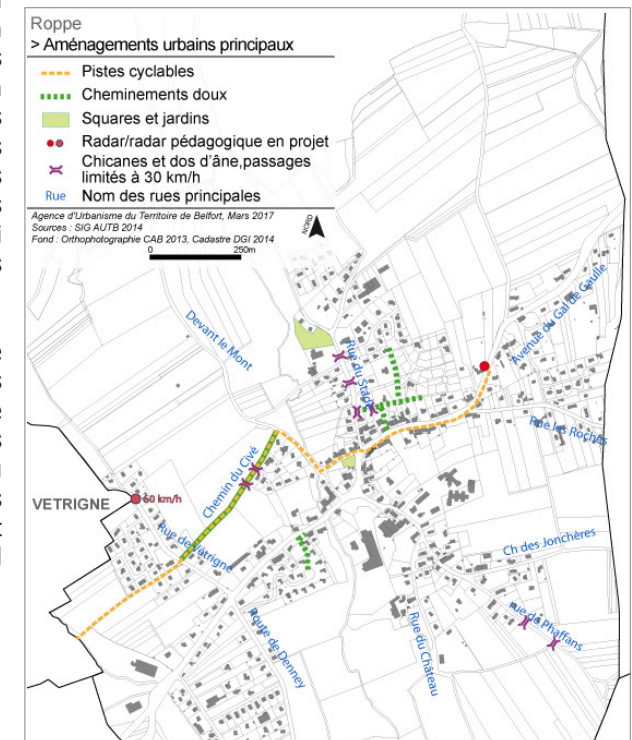 Roppe
> Aménagements urbains principaux
Pistes cyclables
Cheminements doux
Squares et jardins
Radar/radar pédagogique en projet
Chicanes et dos d'âne,passages
limités à 30 km/h
Rue Nom des rues principales
Agence d'Urbanisme du Territoire de Belfort, Mars 2017
Sources : SIG AUTB 2014
Fond : Orthophotographie CAB 2013, Cadastre DGI 2014
0 250m
NORD
Devant le Mont
Rue du Stade
Avenue du Gal de Gaulle
Rue les Roches
Chemin du Civé
VETRIGNE
50 km/h
Rue de Vétrigne
Ch des Jonchères
rue de Phaffans
Route de Denney
Rue du Château